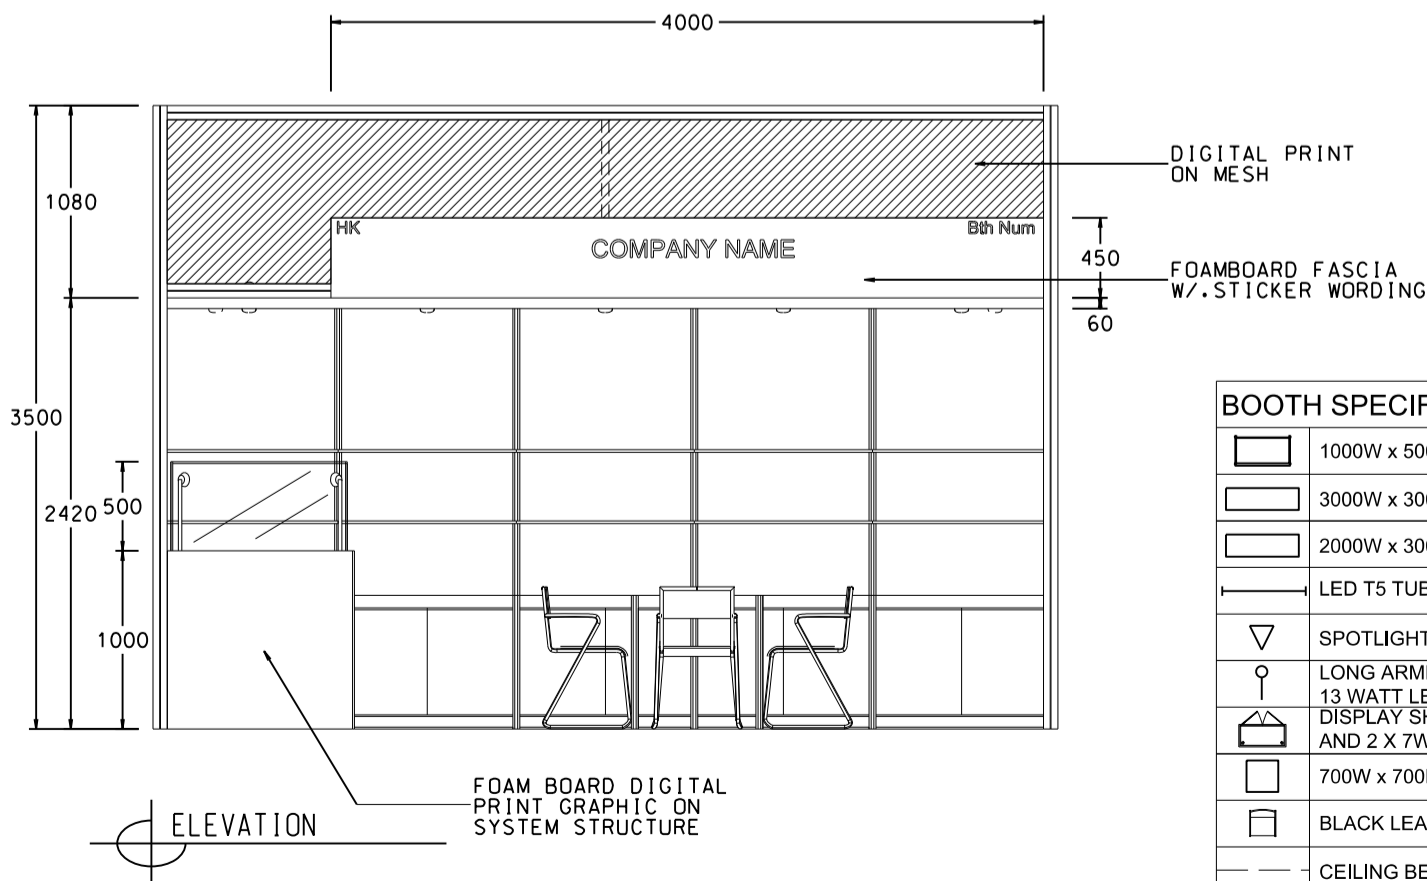 4000
DIGITAL PRINT
ON MESH
1080
HK
Bth Num
COMPANY NAME
450
FOAMBOARD FASCIA
W/.STICKER WORDING
60
3500
2420
500
1000
FOAM BOARD DIGITAL
PRINT GRAPHIC ON
SYSTEM STRUCTURE
ELEVATION
BOOTH SPECIF
1000W x 50
3000W x 30
2000W x 30
LED T5 TUB
SPOTLIGHT
LONG ARM
13 WATT LE
DISPLAY SH
AND 2 X 7W
700W x 700
BLACK LEA
CEILING BE